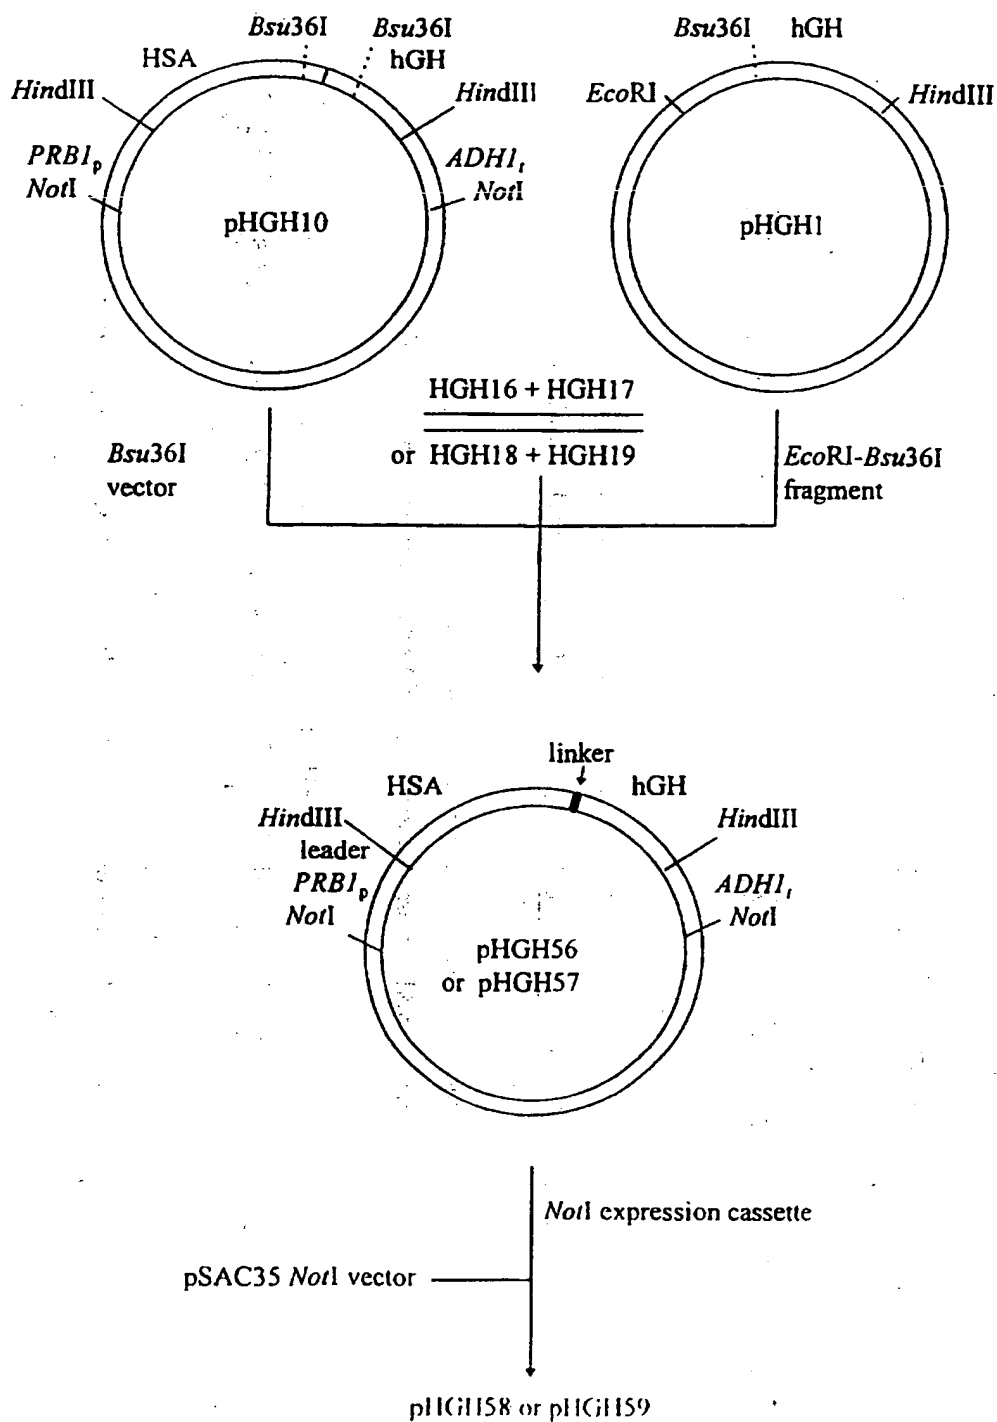 Bsu36I
Bsu36I
HSA
hGH
HindIII
HindIII
PRB1p
ADH1t
NotI
NotI
pHGH10
Bsu36I
hGH
EcoRI
HindIII
pHGH1
HGH16 + HGH17
or HGH18 + HGH19
Bsu36I
vector
EcoRI-Bsu36I
fragment
linker
HSA
hGH
HindIII
HindIII
leader
PRB1p
ADH1t
NotI
NotI
pHGH56
or pHGH57
NotI expression cassette
pSAC35 NotI vector
pHGH58 or pHGH59